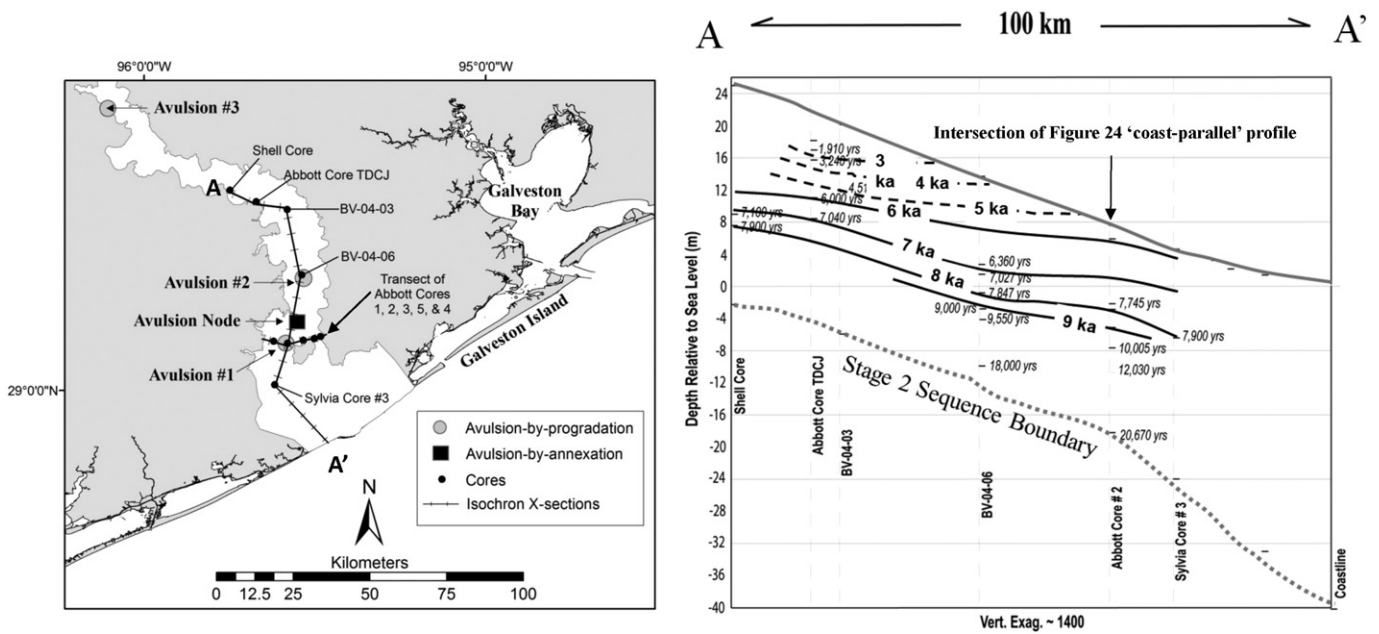 96°0'0"W
95°0'0"W
29°0'0"N
Avulsion #3
Shell Core
Abbott Core TDCJ
A
BV-04-03
Galveston
Bay
BV-04-06
Avulsion #2
Transect of
Abbott Cores
1, 2, 3, 5, & 4
Avulsion Node
Galveston Island
Avulsion #1
Sylvia Core #3
A'
Avulsion-by-progradation
Avulsion-by-annexation
Cores
Isochron X-sections
N
Kilometers
0 12.5 25 50 75 100
A
100 km
A’
Depth Relative to Sea Level (m)
24
20
16
12
8
4
0
-4
-8
-12
-16
-20
-24
-28
-32
-36
-40
Intersection of Figure 24 ‘coast-parallel’ profile
1,910 yrs
3,240 yrs
3
ka
4 ka
6,000 yrs
5 ka
6 ka
7,100 yrs
7,040 yrs
7,900 yrs
7 ka
6,360 yrs
7,027 yrs
8 ka
7,847 yrs
7,745 yrs
9,000 yrs
9,550 yrs
9 ka
7,900 yrs
10,005 yrs
18,000 yrs
12,030 yrs
Stage 2 Sequence Boundary
20,670 yrs
Shell Core
Abbott Core TDCJ
BV-04-03
BV-04-06
Abbott Core # 2
Sylvia Core # 3
Coastline
Vert. Exag. ~ 1400